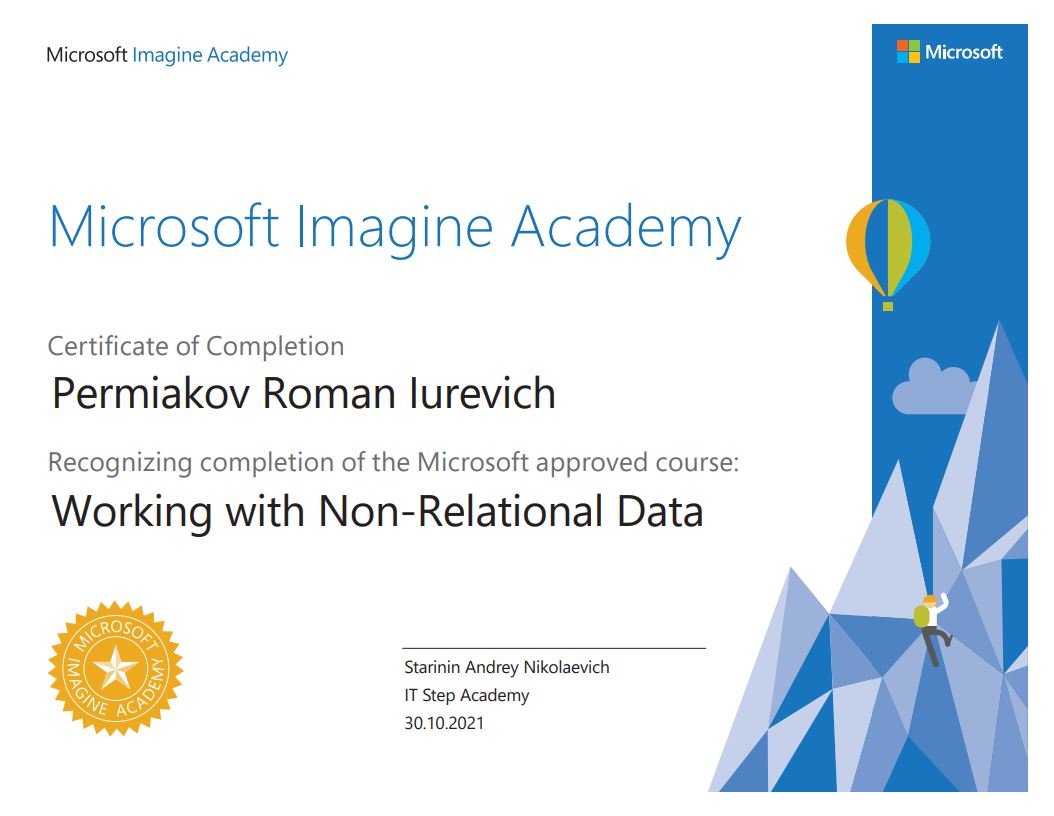 Microsoft Imagine Academy
Microsoft
Microsoft Imagine Academy
Certificate of Completion
Permiakov Roman Iurevich
Recognizing completion of the Microsoft approved course:
Working with Non-Relational Data
MICROSOFT
IMAGINE ACADEMY
Starinin Andrey Nikolaevich
IT Step Academy
30.10.2021